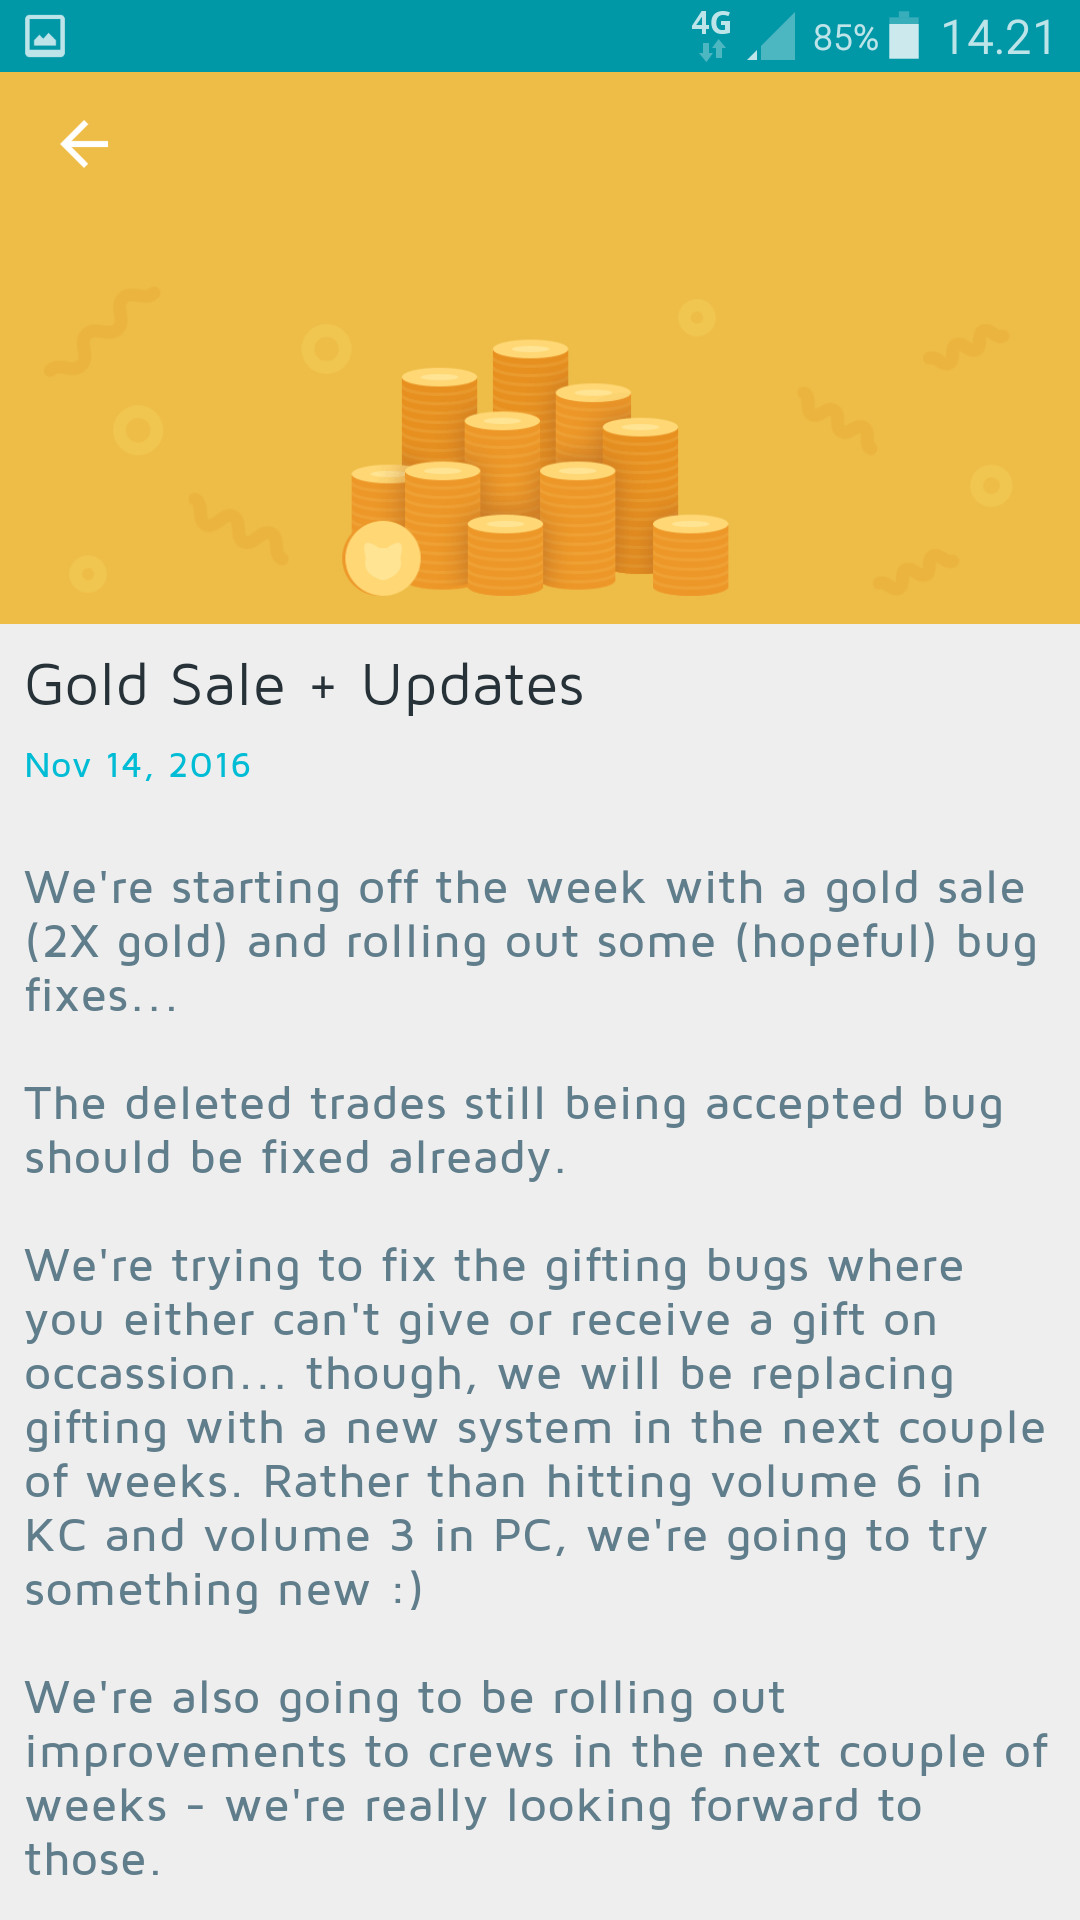 4G 85% 14.21
Gold Sale + Updates
Nov 14, 2016
We're starting off the week with a gold sale
(2X gold) and rolling out some (hopeful) bug
fixes...
The deleted trades still being accepted bug
should be fixed already.
We're trying to fix the gifting bugs where
you either can't give or receive a gift on
occassion... though, we will be replacing
gifting with a new system in the next couple
of weeks. Rather than hitting volume 6 in
KC and volume 3 in PC, we're going to try
something new :)
We're also going to be rolling out
improvements to crews in the next couple of
weeks - we're really looking forward to
those.